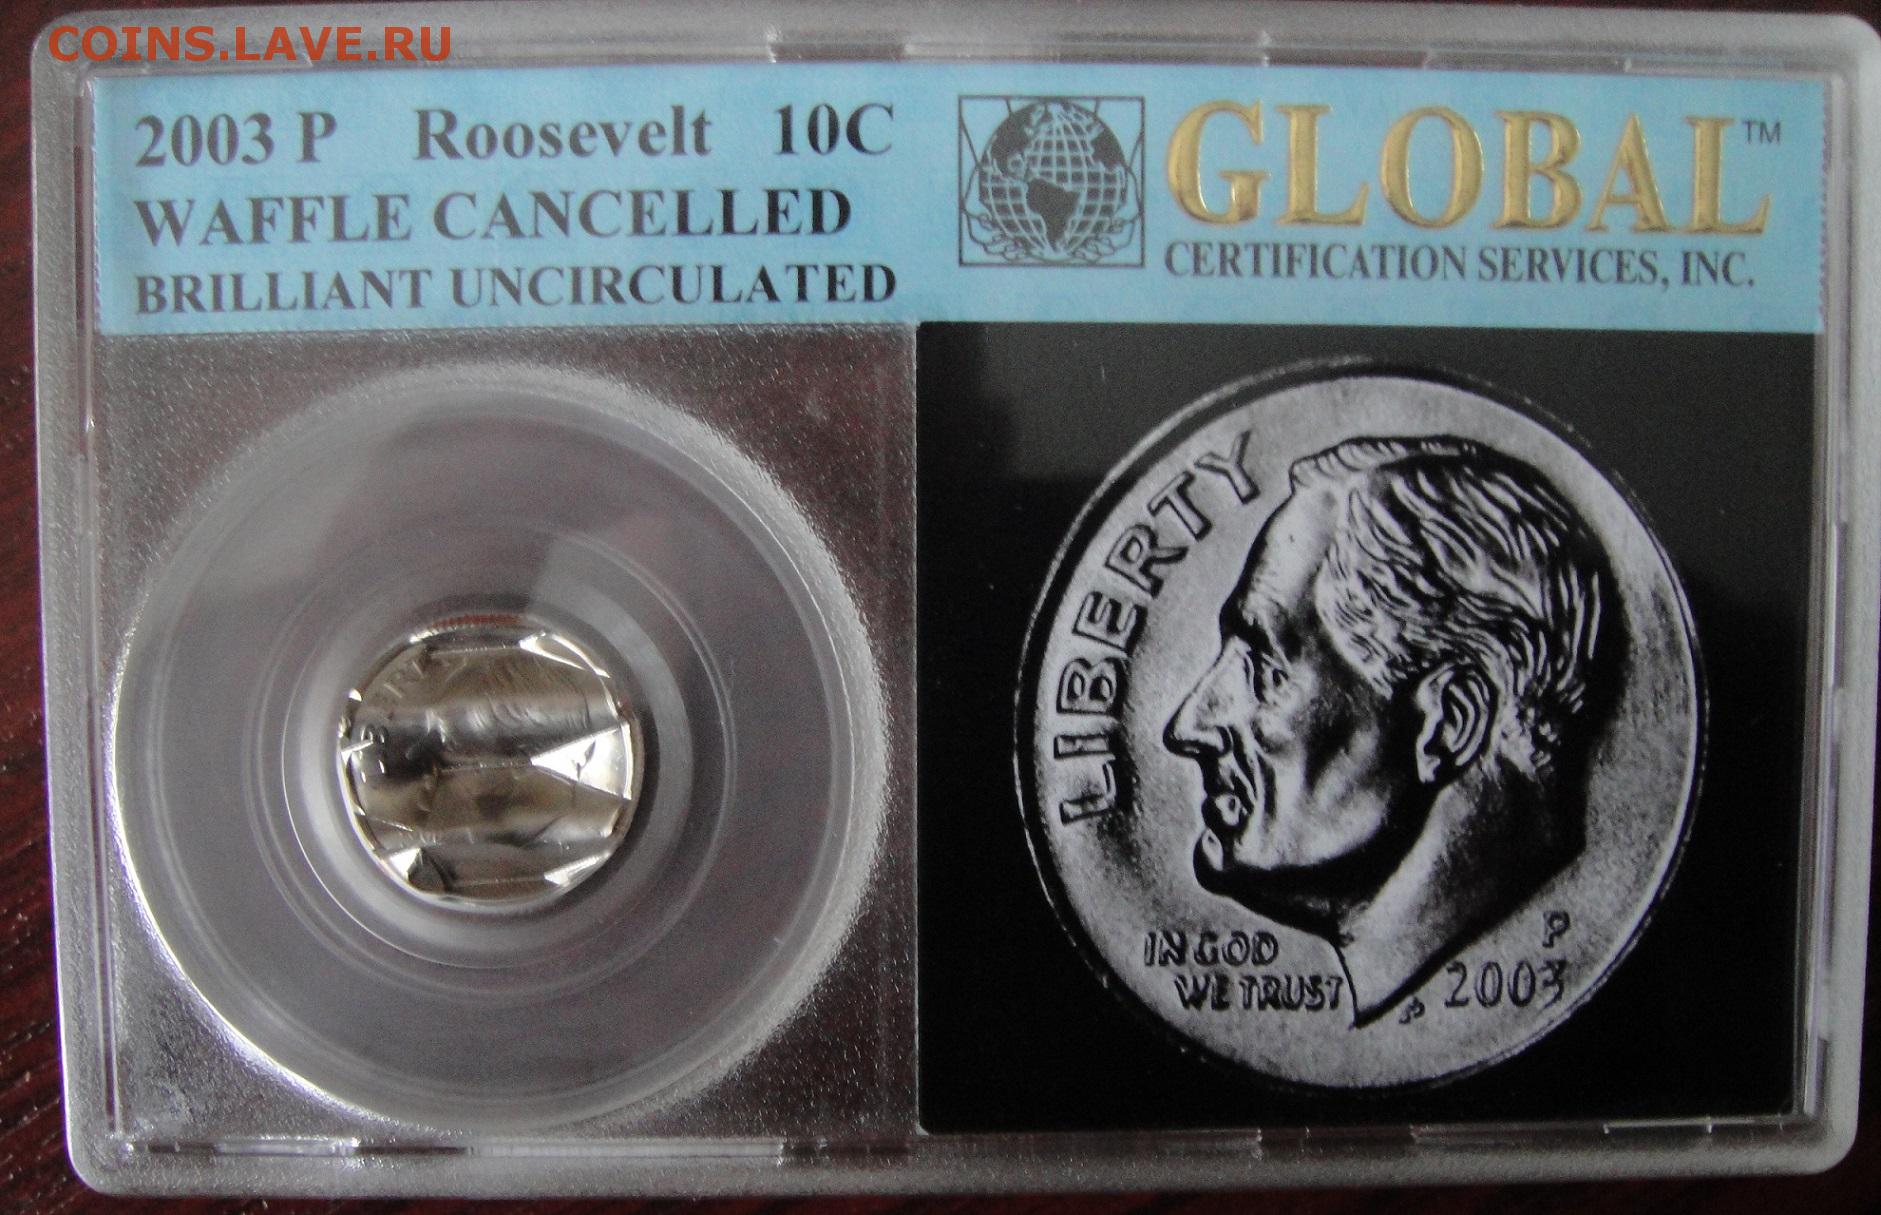 COINS.LAVE.RU
2003 P Roosevelt 10C
WAFFLE CANCELLED
BRILLIANT UNCIRCULATED
GLOBAL™
CERTIFICATION SERVICES, INC.
LIBERTY
LIBERTY
IN GOD
WE TRUST
P
2003